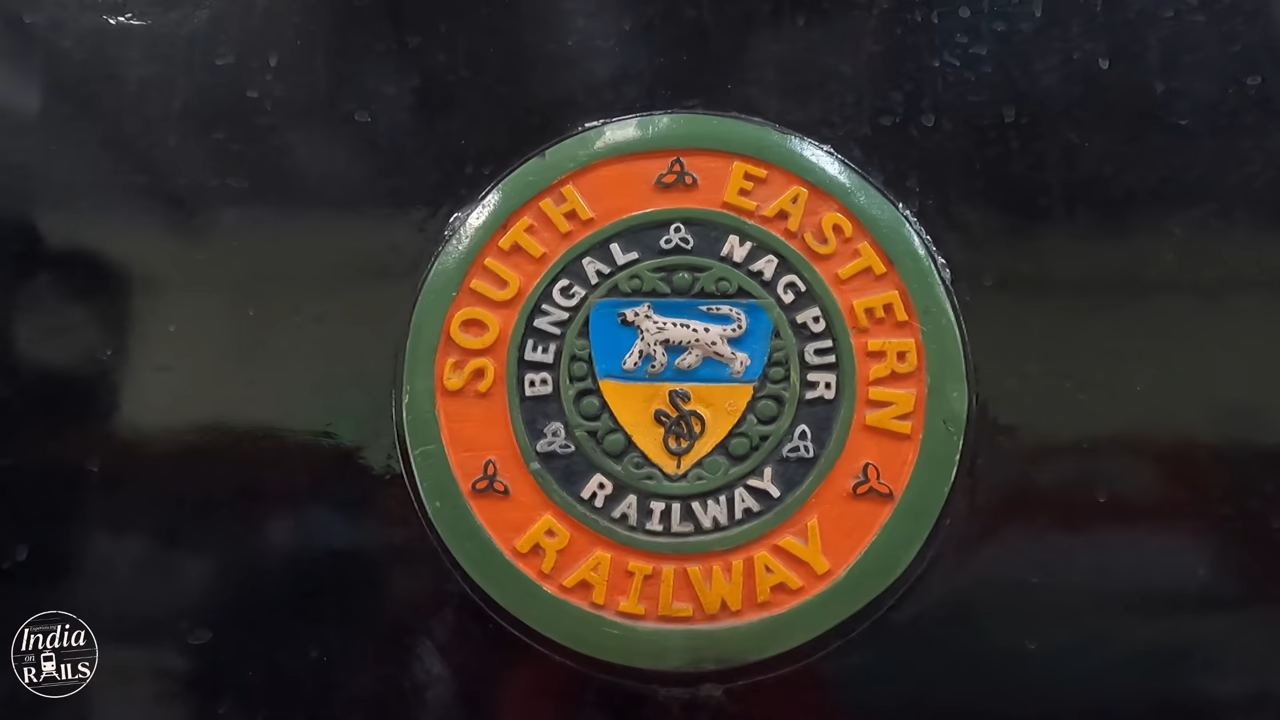 SOUTH EASTERN
RAILWAY
BENGAL NAGPUR
RAILWAY
India
on
RAILS